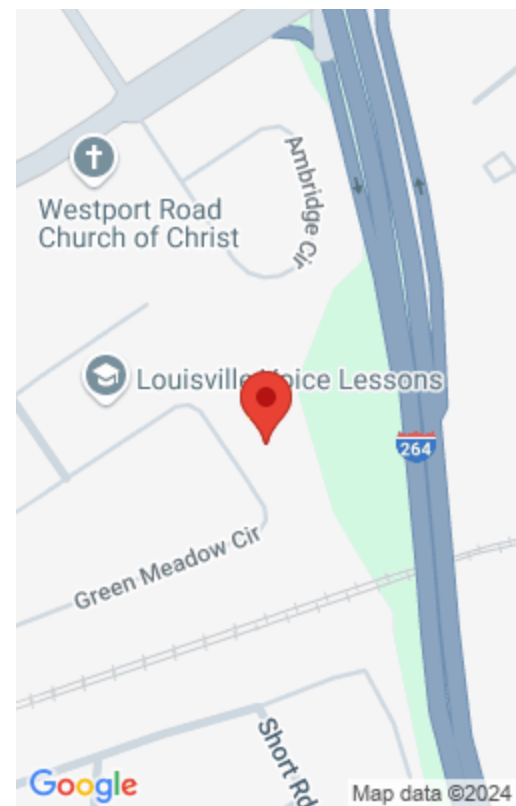 Ambridge Cir
Westport Road
Church of Christ
Louisville Voice Lessons
264
Green Meadow Cir
Short Rd
Google
Map data ©2024